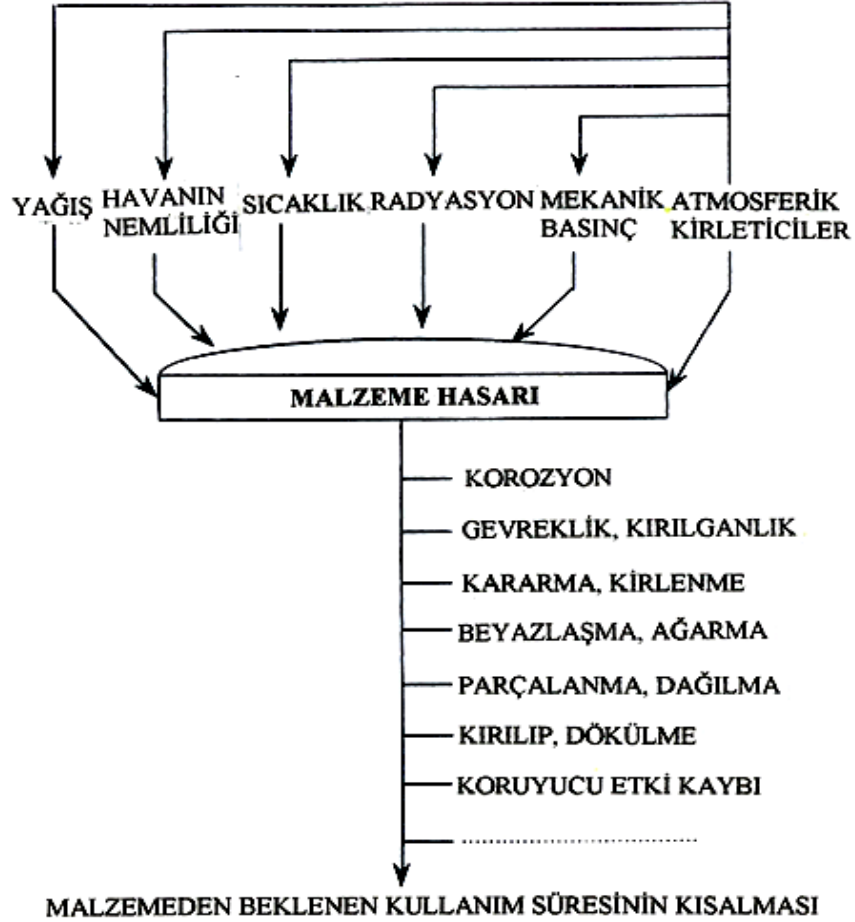 YAĞIŞ HAVANIN NEMLİLİĞİ SICAKLIK RADYASYON MEKANİK BASINÇ ATMOSFERİK KİRLETİCİLER
MALZEME HASARI
KOROZYON
GEVREKLİK, KIRILGANLIK
KARARMA, KİRLENME
BEYAZLAŞMA, AĞARMA
PARÇALANMA, DAĞILMA
KIRILIP, DÖKÜLME
KORUYUCU ETKİ KAYBI
........................................
MALZEMEDEN BEKLENEN KULLANIM SÜRESİNİN KISALMASI